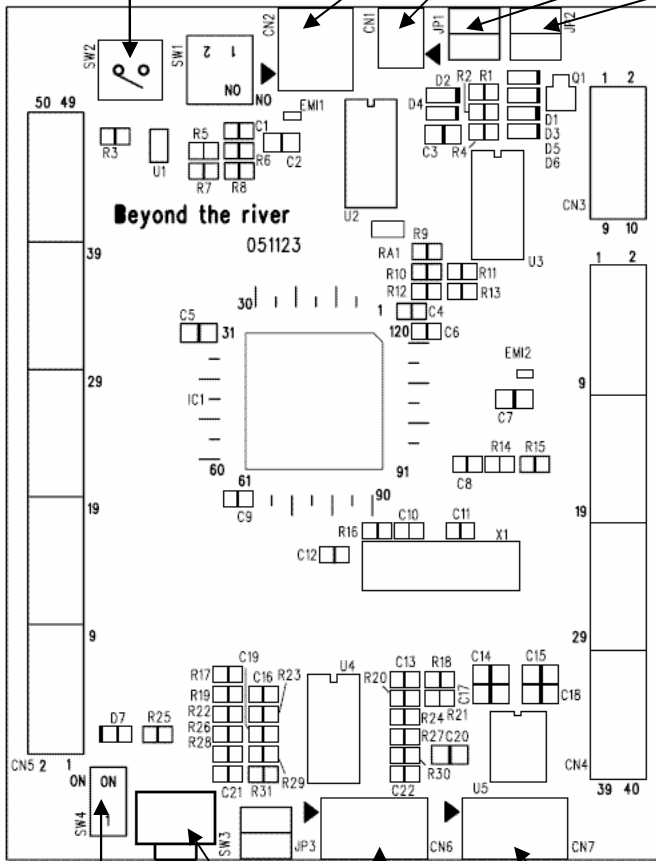 CN2
CN1
JP1
JP2
SW2
SW1
2 1
ON
NO
EMI1
D2
D4
R2
R1
Q1
1 2
D1
D3
D5
D6
50 49
R3
U1
R5
C1
R6
C2
R7
R8
C3
R4
CN3
9 10
U2
U3
Beyond the river
051123
39
RA1
R9
R10
R11
R12
R13
1 2
C5
30
31
1
C4
120
C6
EMI2
29
IC1
9
C7
60
61
91
90
C8
R14
R15
19
C9
R16
C10
C11
19
X1
C12
9
29
R17
C19
C16
R23
U4
C13
R18
C14
C15
R19
R20
C17
C18
R22
R24
R21
R26
R27
C20
R28
R29
R30
D7
R25
C21
R31
C22
U5
CN5
2 1
CN4
39 40
ON
ON
1
SW4
SW3
JP3
CN6
CN7